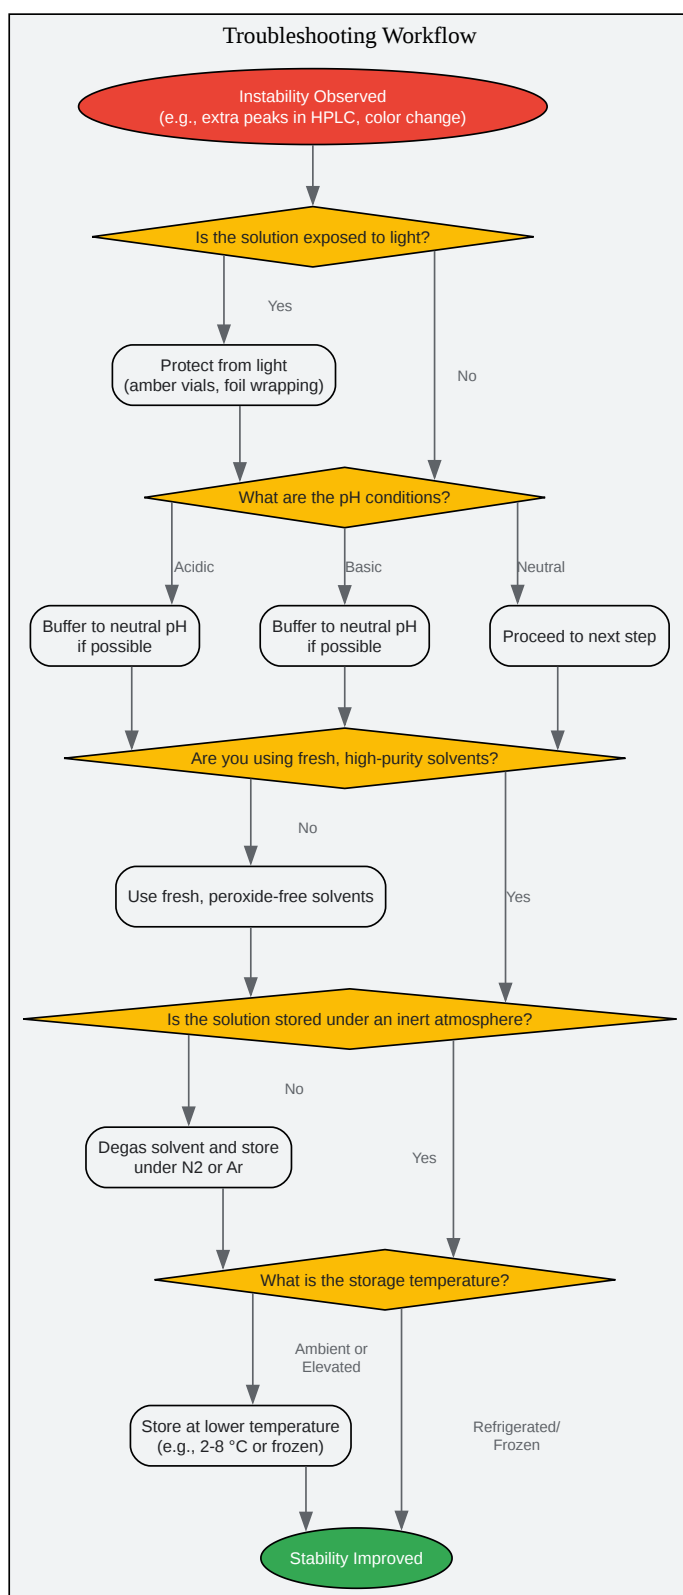 Troubleshooting Workflow
Instability Observed
(e.g., extra peaks in HPLC, color change)
Is the solution exposed to light?
Yes
Protect from light
(amber vials, foil wrapping)
No
What are the pH conditions?
Acidic
Basic
Neutral
Buffer to neutral pH
if possible
Buffer to neutral pH
if possible
Proceed to next step
Are you using fresh, high-purity solvents?
No
Use fresh, peroxide-free solvents
Yes
Is the solution stored under an inert atmosphere?
No
Degas solvent and store
under N2 or Ar
Yes
What is the storage temperature?
Ambient or
Elevated
Store at lower temperature
(e.g., 2-8 °C or frozen)
Refrigerated/
Frozen
Stability Improved